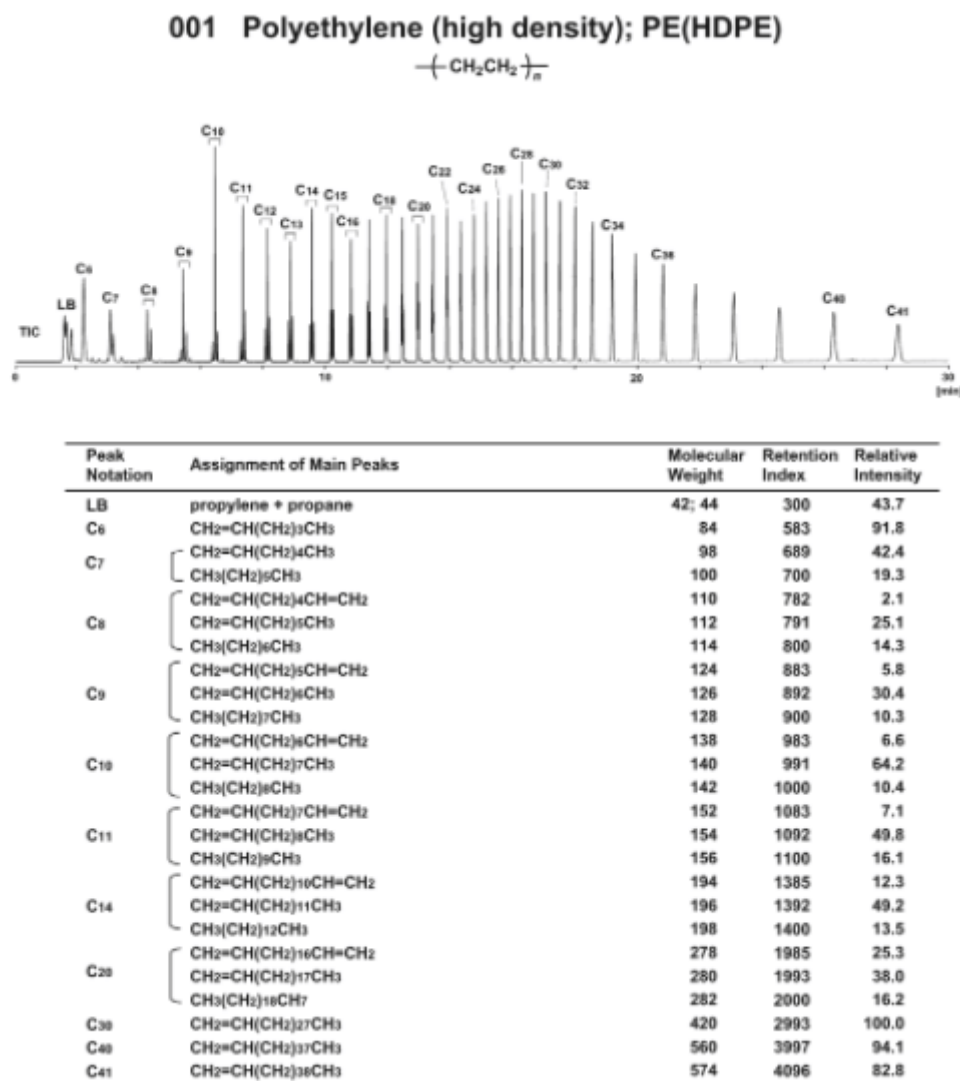 001 Polyethylene (high density); PE(HDPE)
-(CH2CH2)n-
C10
C28
C26
C30
C22
C24
C32
C11
C14
C15
C18
C12
C20
C13
C16
C34
C9
C38
C6
C7
C8
LB
C40
C41
TIC
0 10 20 30
[min]
Peak Notation Assignment of Main Peaks Molecular Weight Retention Index Relative Intensity
LB propylene + propane 42; 44 300 43.7
C6 CH2=CH(CH2)3CH3 84 583 91.8
C7 CH2=CH(CH2)4CH3 98 689 42.4
CH3(CH2)5CH3 100 700 19.3
C8 CH2=CH(CH2)4CH=CH2 110 782 2.1
CH2=CH(CH2)5CH3 112 791 25.1
CH3(CH2)6CH3 114 800 14.3
C9 CH2=CH(CH2)5CH=CH2 124 883 5.8
CH2=CH(CH2)6CH3 126 892 30.4
CH3(CH2)7CH3 128 900 10.3
C10 CH2=CH(CH2)6CH=CH2 138 983 6.6
CH2=CH(CH2)7CH3 140 991 64.2
CH3(CH2)8CH3 142 1000 10.4
C11 CH2=CH(CH2)7CH=CH2 152 1083 7.1
CH2=CH(CH2)8CH3 154 1092 49.8
CH3(CH2)9CH3 156 1100 16.1
C14 CH2=CH(CH2)10CH=CH2 194 1385 12.3
CH2=CH(CH2)11CH3 196 1392 49.2
CH3(CH2)12CH3 198 1400 13.5
C20 CH2=CH(CH2)16CH=CH2 278 1985 25.3
CH2=CH(CH2)17CH3 280 1993 38.0
CH3(CH2)18CH7 282 2000 16.2
C30 CH2=CH(CH2)27CH3 420 2993 100.0
C40 CH2=CH(CH2)37CH3 560 3997 94.1
C41 CH2=CH(CH2)38CH3 574 4096 82.8